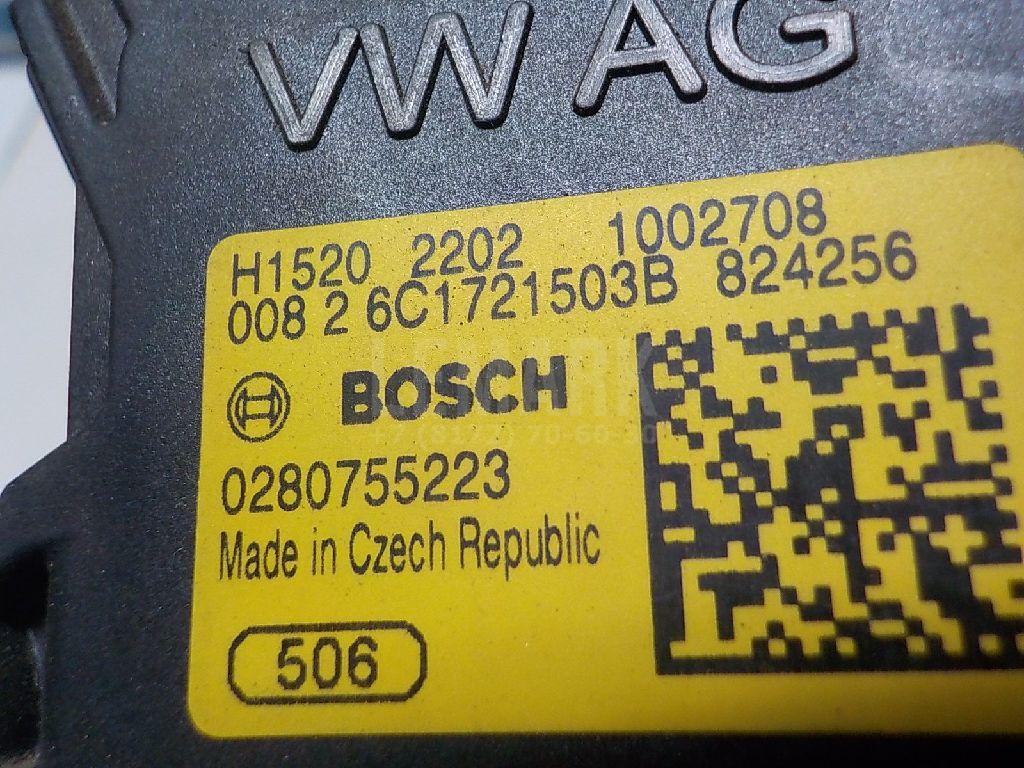 VW AG
H1520 2202 1002708
008 2 6C1721503B 824256
BOSCH
0280755223
Made in Czech Republic
506